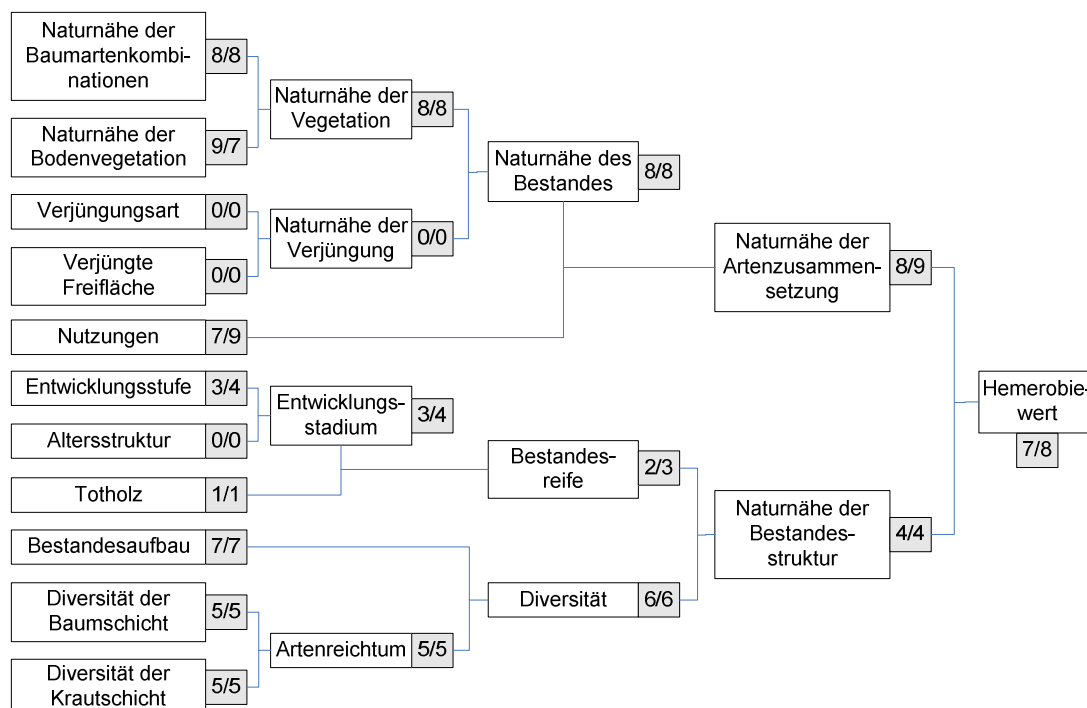 Naturnähe der
Baumartenkombi-
nationen
8/8
Naturnähe der
Bodenvegetation
9/7
Verjüngungsart
0/0
Verjüngte
Freifläche
0/0
Nutzungen
7/9
Entwicklungsstufe
3/4
Altersstruktur
0/0
Totholz
1/1
Bestandesaufbau
7/7
Diversität der
Baumschicht
5/5
Diversität der
Krautschicht
5/5
Naturnähe der
Vegetation
8/8
Naturnähe der
Verjüngung
0/0
Entwicklungs-
stadium
3/4
Artenreichtum
5/5
Naturnähe des
Bestandes
8/8
Bestandes-
reife
2/3
Diversität
6/6
Naturnähe der
Artenzusammen-
setzung
8/9
Naturnähe der
Bestandes-
struktur
4/4
Hemerobie-
wert
7/8